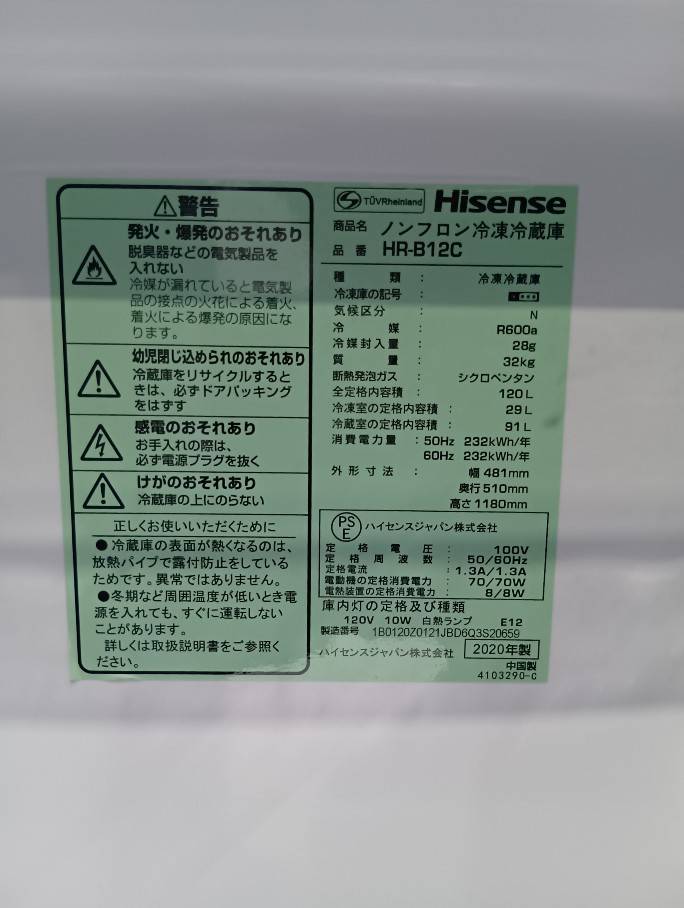 ⚠警告
発火・爆発のおそれあり
脱臭器などの電気製品を
入れない
冷媒が漏れていると電気製
品の接点の火花による着火、
着火による爆発の原因にな
ります。
幼児閉じ込められのおそれあり
冷蔵庫をリサイクルすると
きは、必ずドアパッキング
をはずす
感電のおそれあり
お手入れの際は、
必ず電源プラグを抜く
けがのおそれあり
冷蔵庫の上にのらない
正しくお使いいただくために
●冷蔵庫の表面が熱くなるのは、
放熱パイプで露付防止をしている
ためです。異常ではありません。
●冬期など周囲温度が低いとき電
源を入れても、すぐに運転しない
ことがあります。
詳しくは取扱説明書をご参照く
ださい。
TÜVRheinland Hisense
商品名 ノンフロン冷凍冷蔵庫
品番 HR-B12C
種類： 冷凍冷蔵庫
冷凍庫の記号：
気候区分： N
冷媒： R600a
冷媒封入量： 28g
質量： 32kg
断熱発泡ガス： シクロペンタン
全定格内容積： 120L
冷凍室の定格内容積： 29L
冷蔵室の定格内容積： 91L
消費電力量：50Hz 232kWh/年
60Hz 232kWh/年
外形寸法： 幅481mm
奥行510mm
高さ1180mm
PSE ハイセンスジャパン株式会社
定格電圧： 100V
定格周波数： 50/60Hz
定格電流： 1.3A/1.3A
電動機の定格消費電力： 70/70W
電熱装置の定格消費電力： 8/8W
庫内灯の定格及び種類
120V 10W 白熱ランプ E12
製造番号 1B0120Z0121JBD6Q3S20659
ハイセンスジャパン株式会社 2020年製
中国製
4103290-C